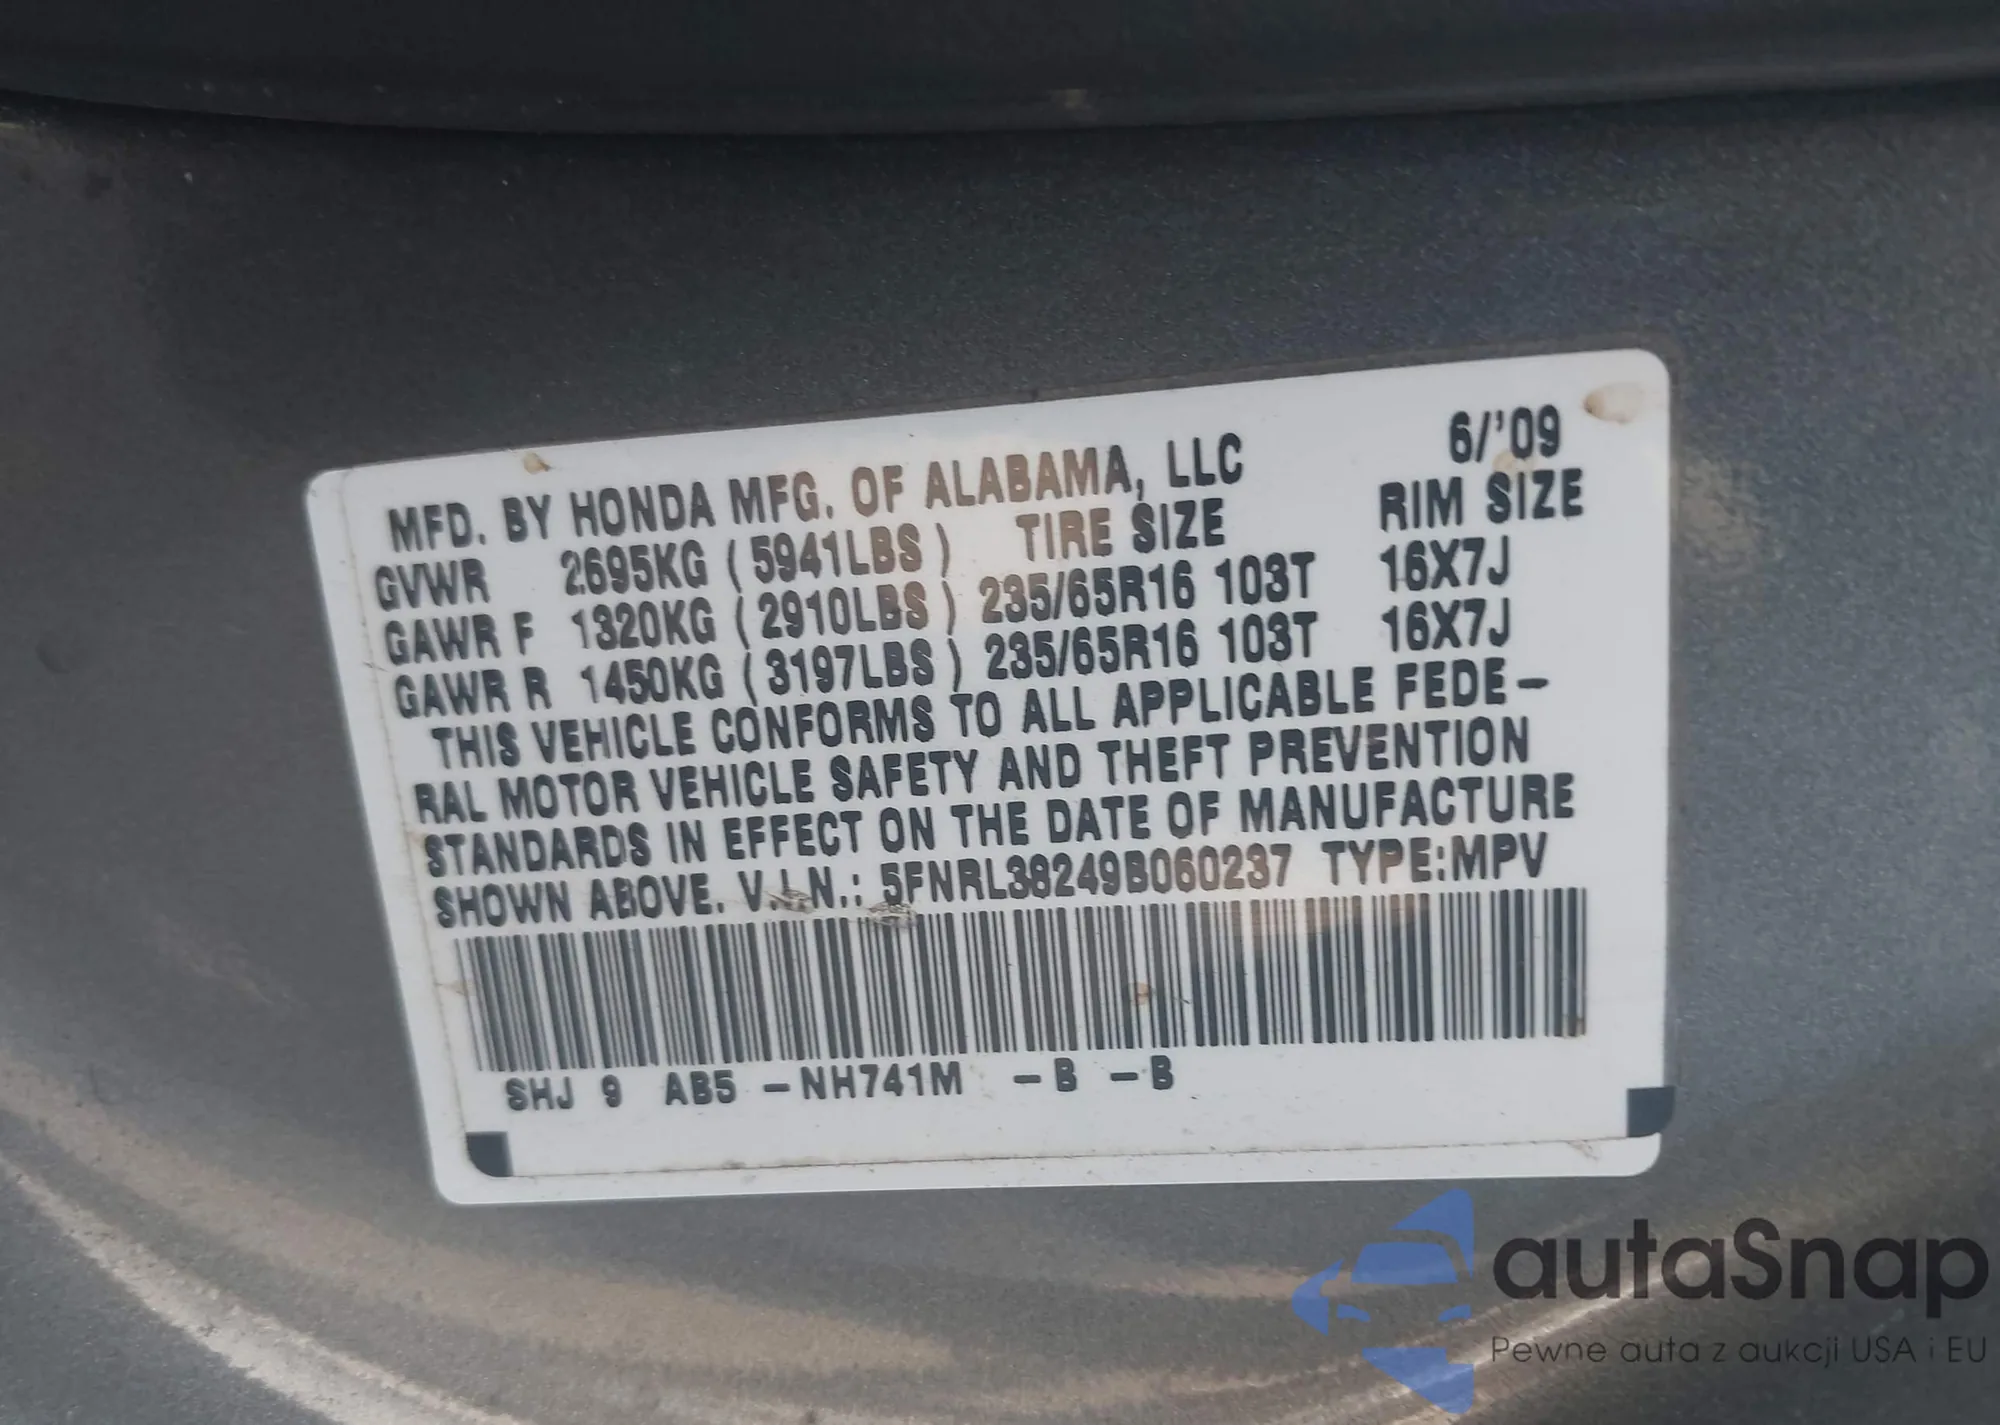 MFD. BY HONDA MFG. OF ALABAMA, LLC 6/'09
GVWR 2695KG ( 5941LBS ) TIRE SIZE RIM SIZE
GAWR F 1320KG ( 2910LBS ) 235/65R16 103T 16X7J
GAWR R 1450KG ( 3197LBS ) 235/65R16 103T 16X7J
THIS VEHICLE CONFORMS TO ALL APPLICABLE FEDE-
RAL MOTOR VEHICLE SAFETY AND THEFT PREVENTION
STANDARDS IN EFFECT ON THE DATE OF MANUFACTURE
SHOWN ABOVE. V.I.N.: 5FNRL38249B060237 TYPE:MPV
SHJ 9 AB5 -NH741M -B -B
autaSnap
Pewne auta z aukcji USA i EU